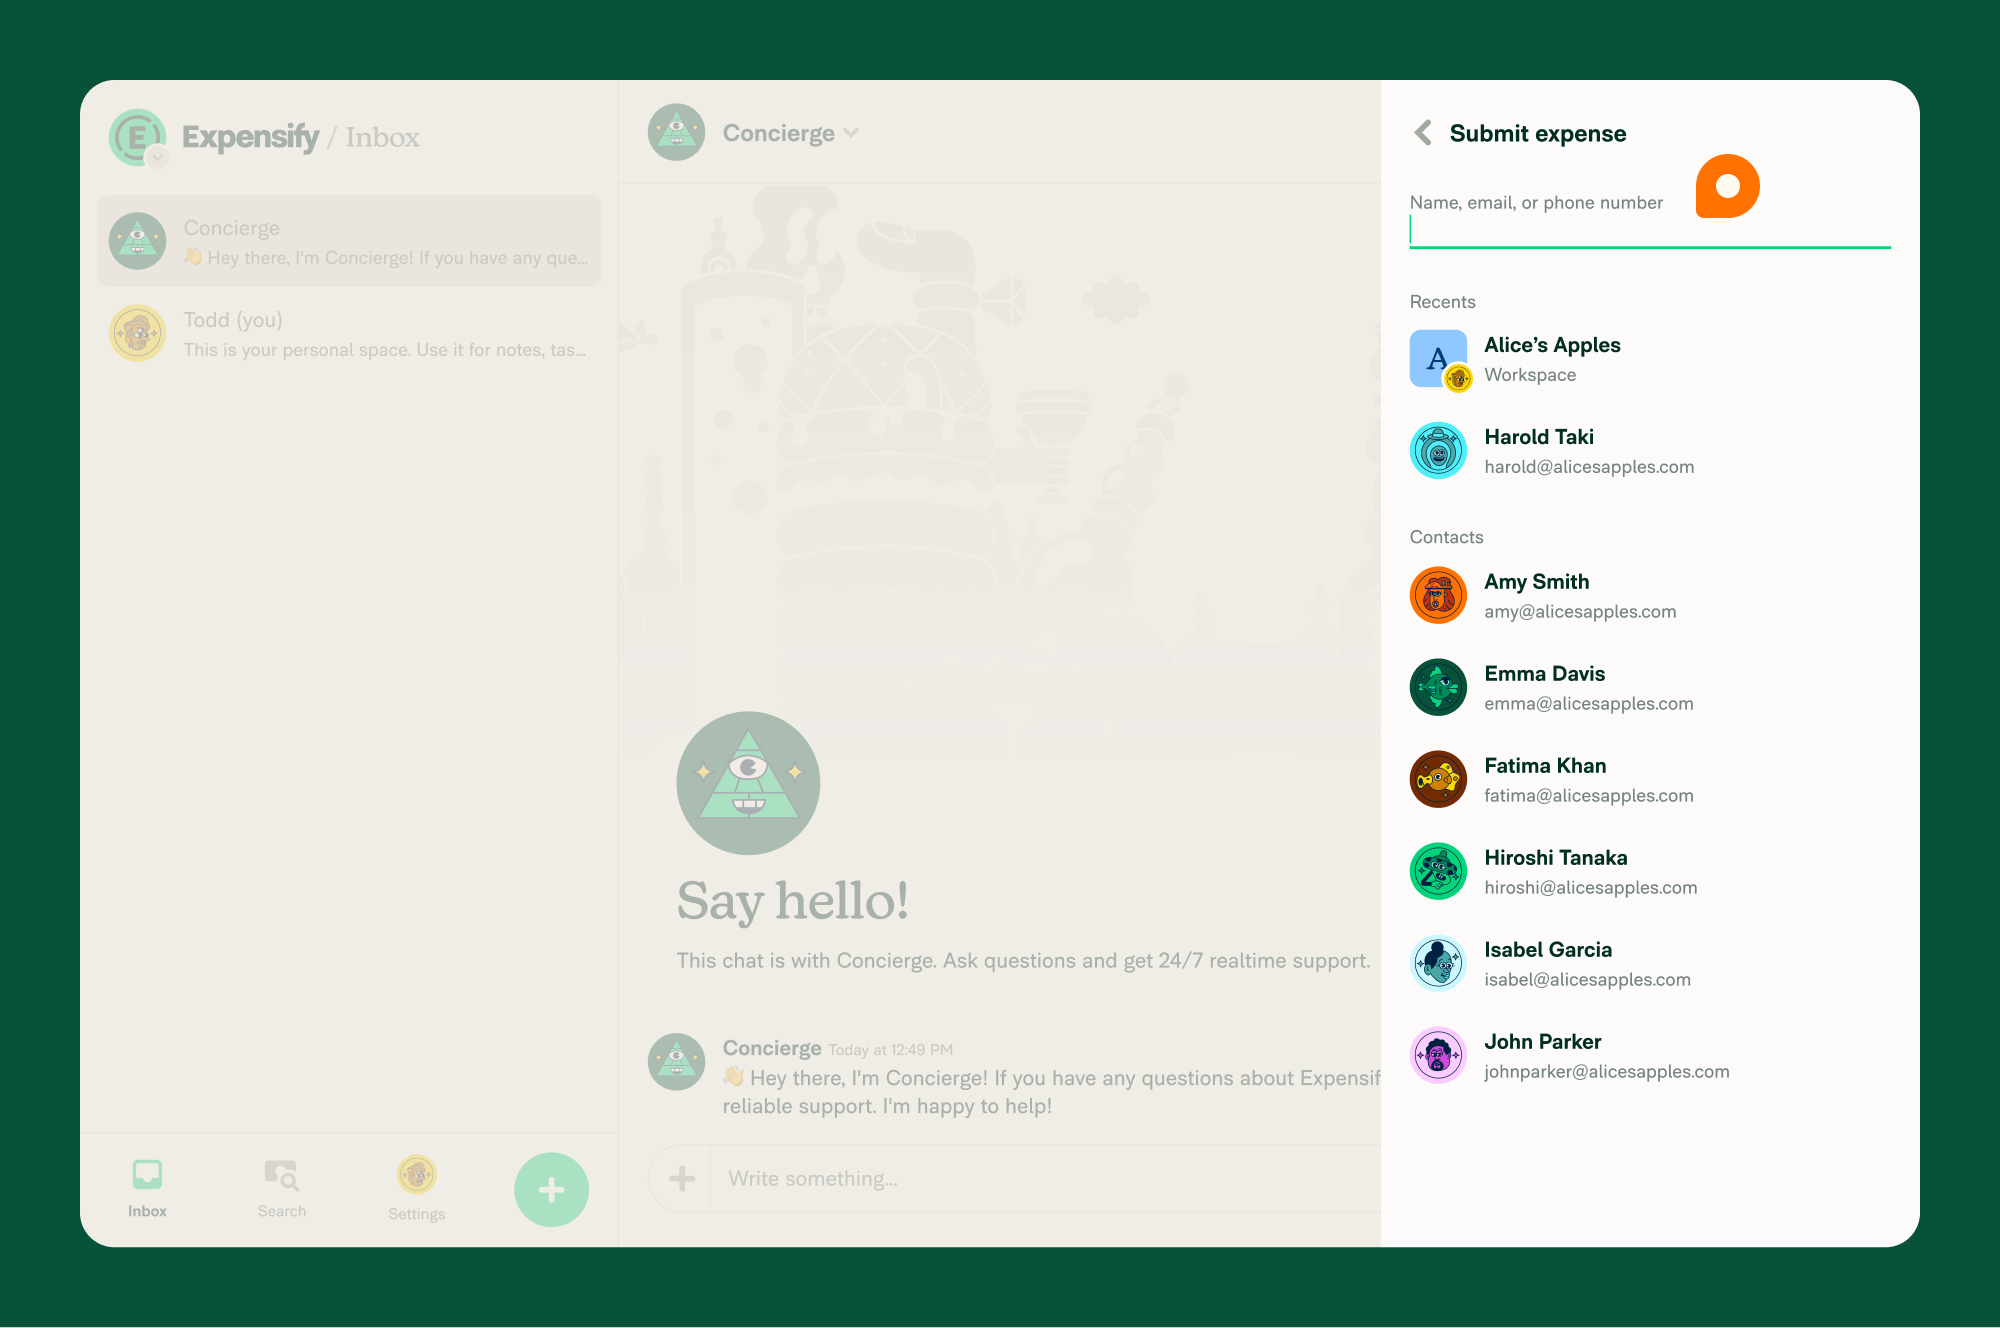 Expensify / Inbox
Concierge
👋 Hey there, I'm Concierge! If you have any que...
Todd (you)
This is your personal space. Use it for notes, tas...
Inbox
Search
Settings
Concierge
Say hello!
This chat is with Concierge. Ask questions and get 24/7 realtime support.
Concierge Today at 12:49 PM
👋 Hey there, I'm Concierge! If you have any questions about Expensif
reliable support. I'm happy to help!
Write something...
Submit expense
Name, email, or phone number
Recents
A
Alice’s Apples
Workspace
Harold Taki
harold@alicesapples.com
Contacts
Amy Smith
amy@alicesapples.com
Emma Davis
emma@alicesapples.com
Fatima Khan
fatima@alicesapples.com
Hiroshi Tanaka
hiroshi@alicesapples.com
Isabel Garcia
isabel@alicesapples.com
John Parker
johnparker@alicesapples.com